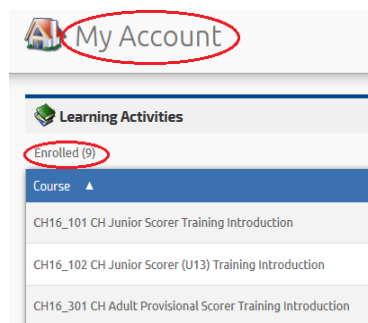 My Account
Learning Activities
Enrolled (9)
Course ▲
CH16_101 CH Junior Scorer Training Introduction
CH16_102 CH Junior Scorer (U13) Training Introduction
CH16_301 CH Adult Provisional Scorer Training Introduction